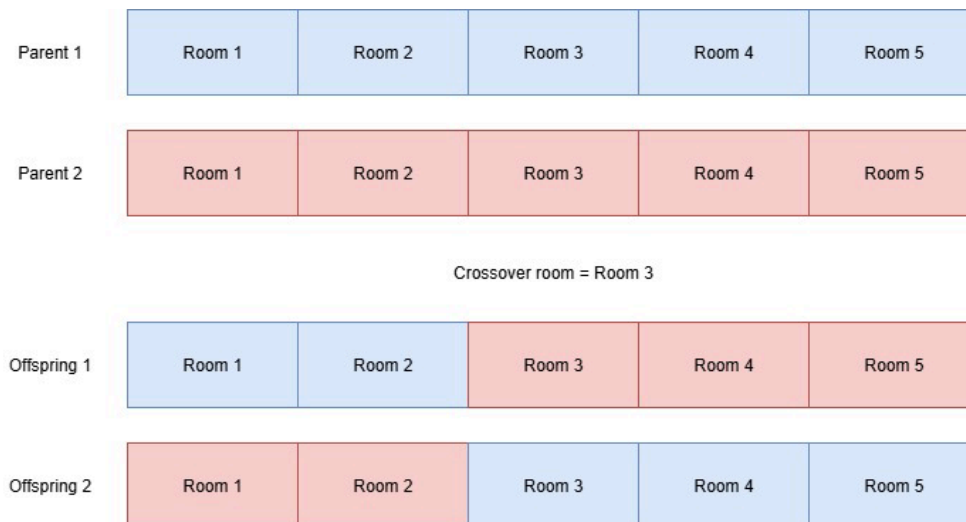 Parent 1 Room 1 Room 2 Room 3 Room 4 Room 5
Parent 2 Room 1 Room 2 Room 3 Room 4 Room 5
Crossover room = Room 3
Offspring 1 Room 1 Room 2 Room 3 Room 4 Room 5
Offspring 2 Room 1 Room 2 Room 3 Room 4 Room 5